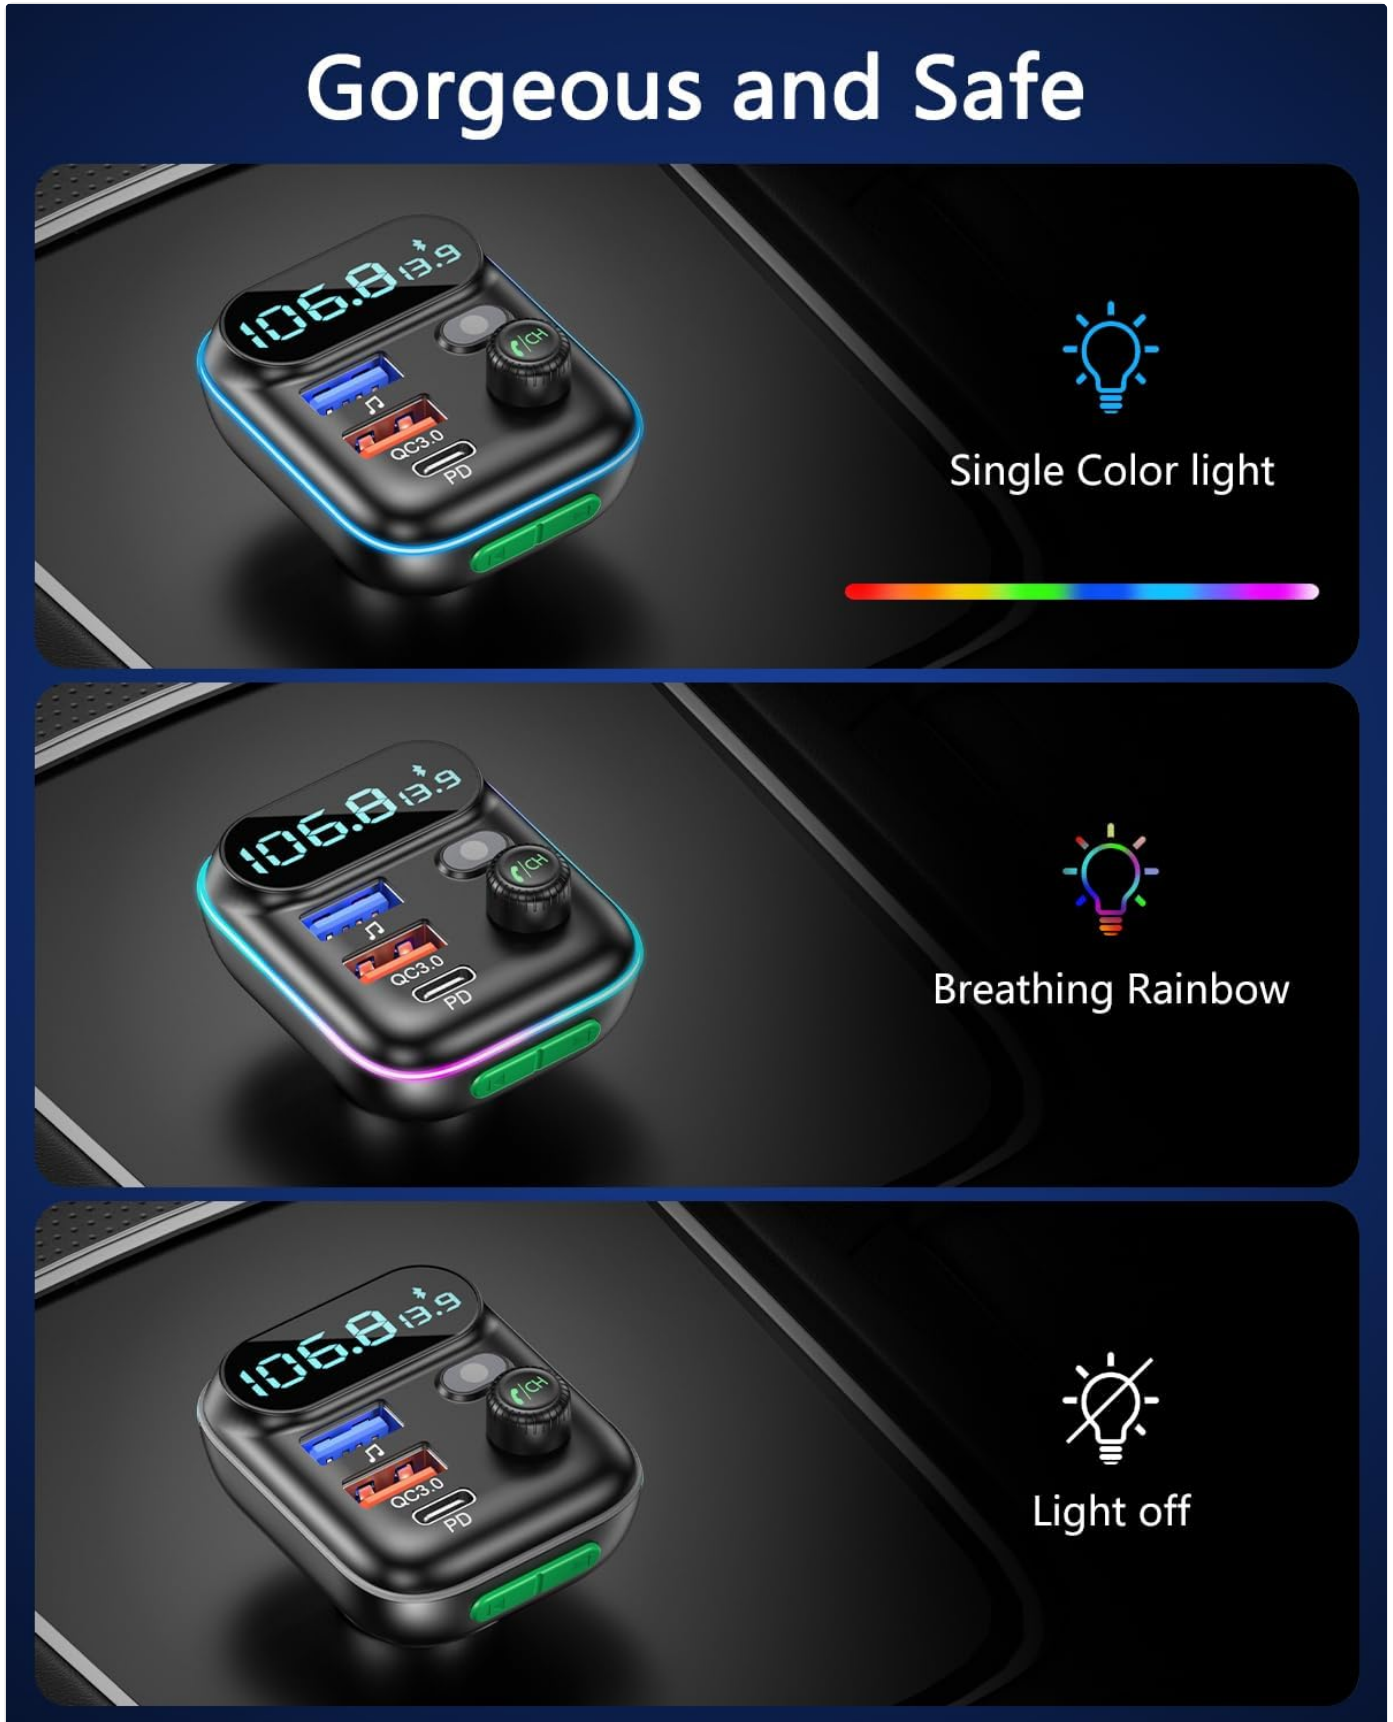 Gorgeous and Safe
106.8 13.9
/CH
QC3.0
PD
Single Color light
106.8 13.9
/CH
QC3.0
PD
Breathing Rainbow
106.8 13.9
/CH
QC3.0
PD
Light off